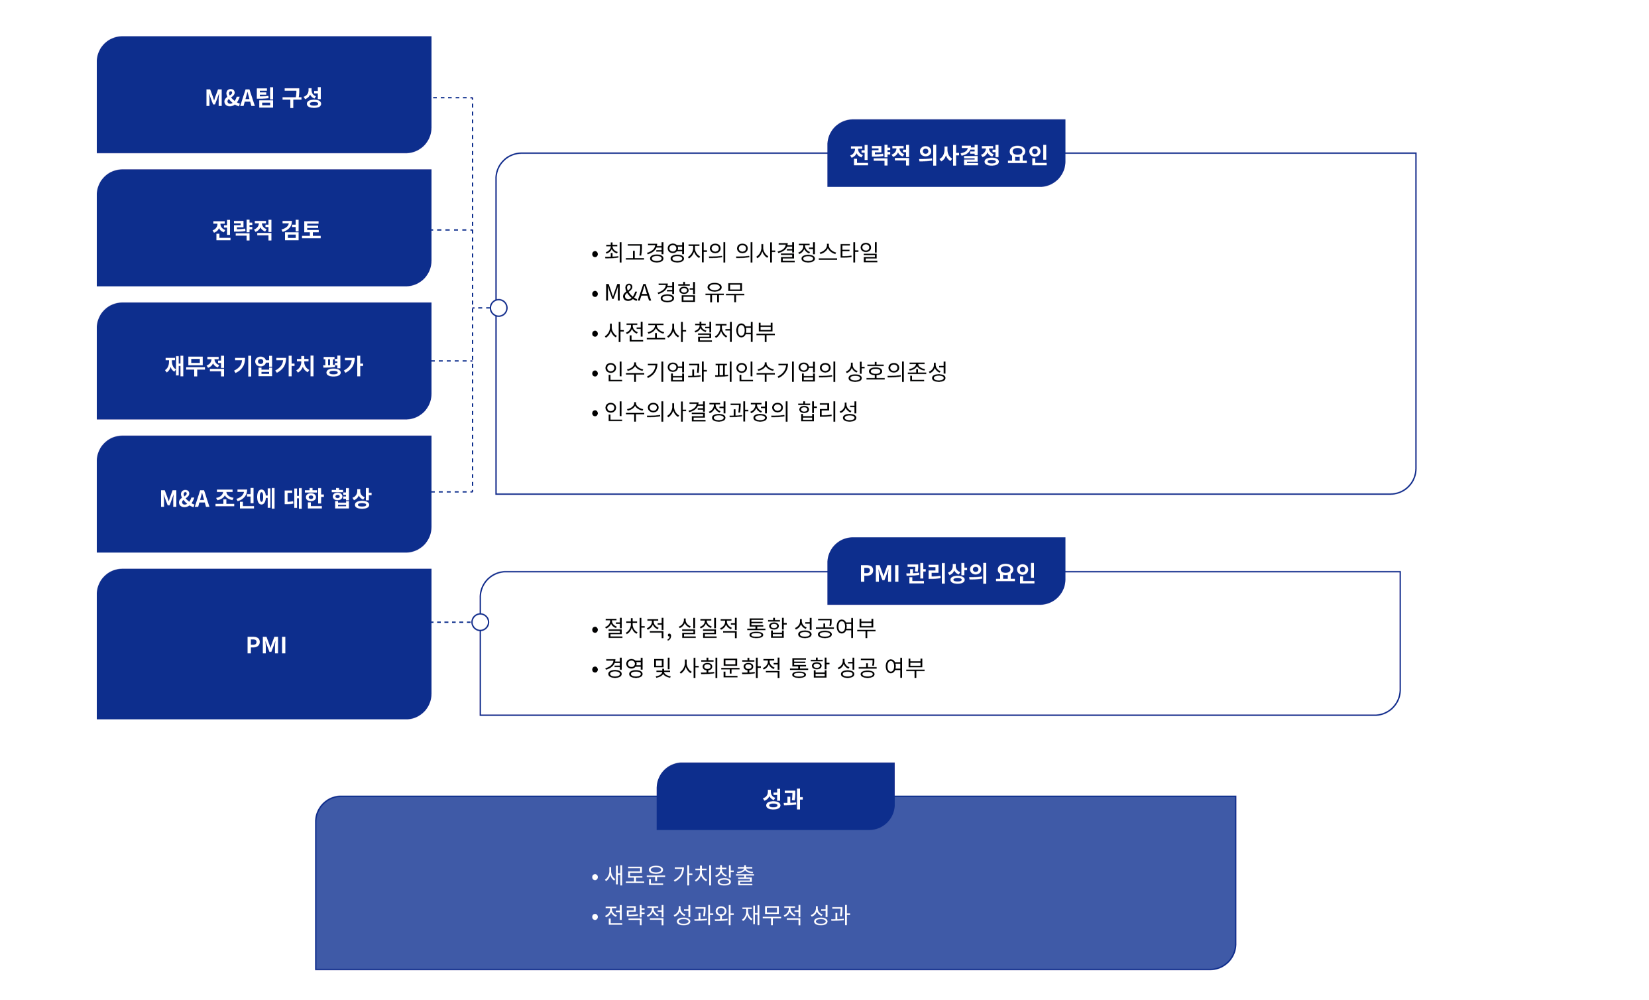 M&A팀 구성
전략적 검토
재무적 기업가치 평가
M&A 조건에 대한 협상
PMI
전략적 의사결정 요인
• 최고경영자의 의사결정스타일
• M&A 경험 유무
• 사전조사 철저여부
• 인수기업과 피인수기업의 상호의존성
• 인수의사결정과정의 합리성
PMI 관리상의 요인
• 절차적, 실질적 통합 성공여부
• 경영 및 사회문화적 통합 성공 여부
성과
• 새로운 가치창출
• 전략적 성과와 재무적 성과